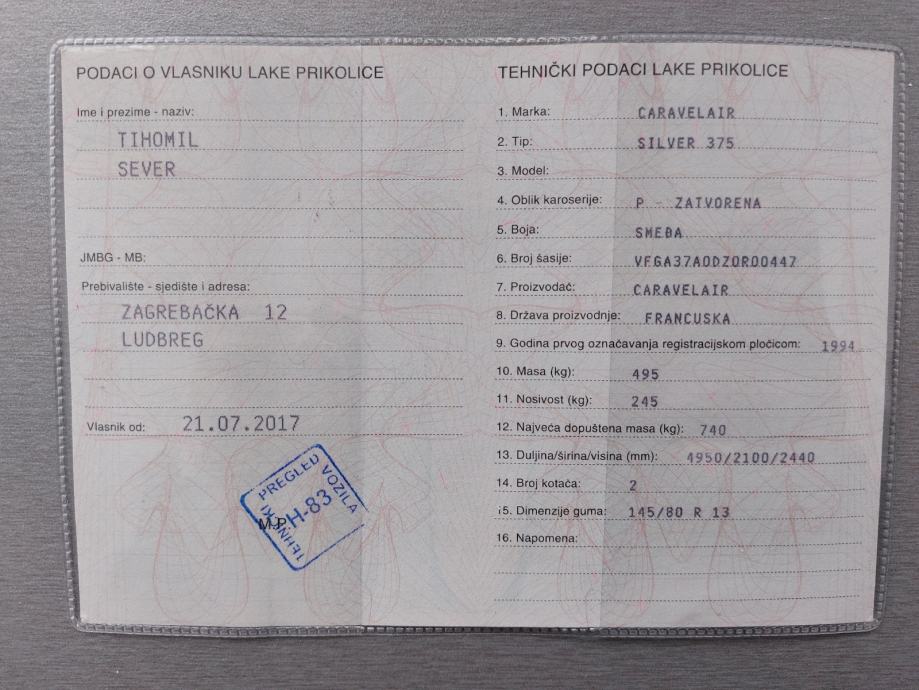 PODACI O VLASNIKU LAKE PRIKOLICE
Ime i prezime - naziv:
TIHOMIL
SEVER
JMBG - MB:
Prebivalište - sjedište i adresa:
ZAGREBAČKA 12
LUDBREG
Vlasnik od: 21.07.2017
M.P.
TEHNIČKI PREGLED VOZILA
H-83
TEHNIČKI PODACI LAKE PRIKOLICE
1. Marka: CARAVELAIR
2. Tip: SILVER 375
3. Model:
4. Oblik karoserije: P - ZATVORENA
5. Boja: SMEĐA
6. Broj šasije: VFGA37AODZOR00447
7. Proizvođač: CARAVELAIR
8. Država proizvodnje: FRANCUSKA
9. Godina prvog označavanja registracijskom pločicom: 1994
10. Masa (kg): 495
11. Nosivost (kg): 245
12. Najveća dopuštena masa (kg): 740
13. Duljina/širina/visina (mm): 4950/2100/2440
14. Broj kotača: 2
15. Dimenzije guma: 145/80 R 13
16. Napomena: